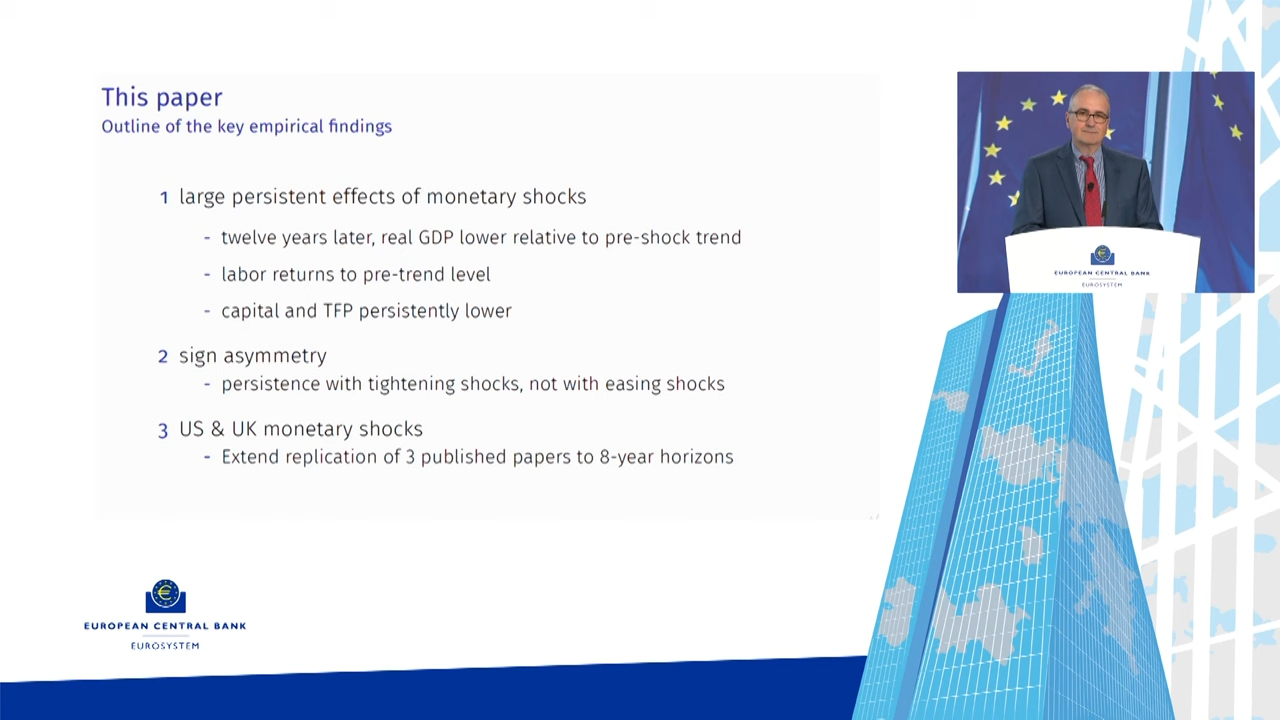 This paper
Outline of the key empirical findings
1 large persistent effects of monetary shocks
- twelve years later, real GDP lower relative to pre-shock trend
- labor returns to pre-trend level
- capital and TFP persistently lower
2 sign asymmetry
- persistence with tightening shocks, not with easing shocks
3 US & UK monetary shocks
- Extend replication of 3 published papers to 8-year horizons
EUROPEAN CENTRAL BANK
EUROSYSTEM
EUROPEAN CENTRAL BANK
EUROSYSTEM